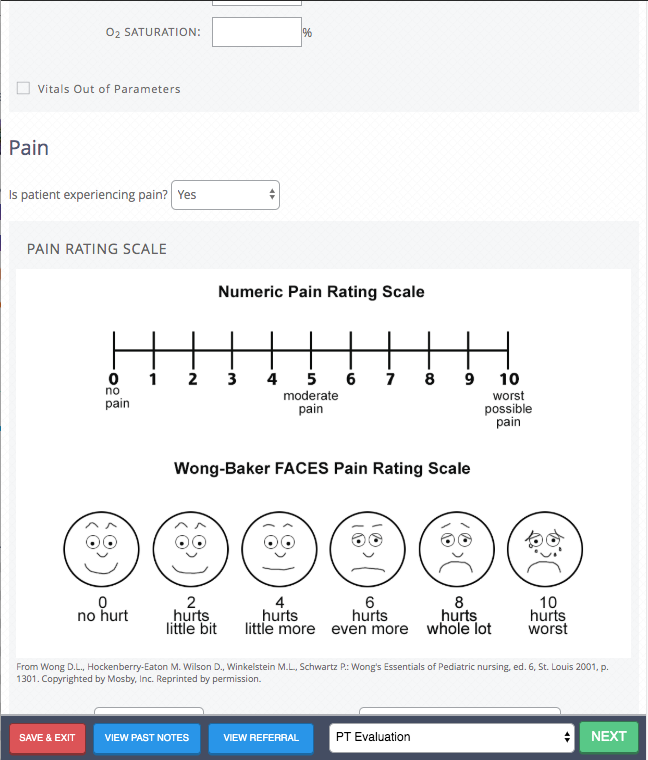 O2 SATURATION:
%
Vitals Out of Parameters
Pain
Is patient experiencing pain? Yes
PAIN RATING SCALE
Numeric Pain Rating Scale
0 1 2 3 4 5 6 7 8 9 10
no pain
moderate pain
worst possible pain
Wong-Baker FACES Pain Rating Scale
0 2 4 6 8 10
no hurt
hurts little bit
hurts little more
hurts even more
hurts whole lot
hurts worst
From Wong D.L., Hockenberry-Eaton M. Wilson D., Winkelstein M.L., Schwartz P.: Wong's Essentials of Pediatric nursing, ed. 6, St. Louis 2001, p.
1301. Copyrighted by Mosby, Inc. Reprinted by permission.
SAVE & EXIT
VIEW PAST NOTES
VIEW REFERRAL
PT Evaluation
NEXT